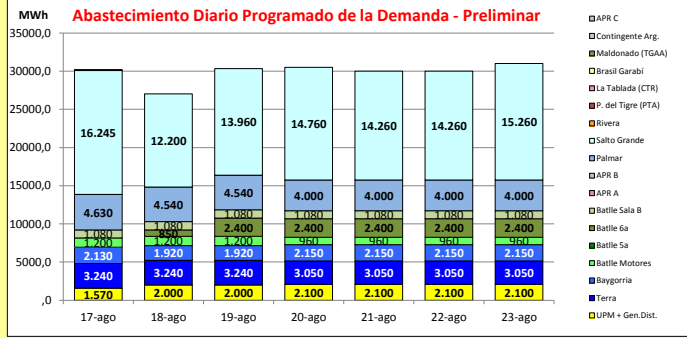 MWh
Abastecimiento Diario Programado de la Demanda - Preliminar
35000,0
30000,0
25000,0
20000,0
15000,0
10000,0
5000,0
,0
16.245
4.630
1.080
1.200
2.130
3.240
1.570
12.200
4.540
1.080
850
1.200
1.920
3.240
2.000
13.960
4.540
1.080
2.400
1.200
1.920
3.240
2.000
14.760
4.000
1.080
2.400
960
2.150
3.050
2.100
14.260
4.000
1.080
2.400
960
2.150
3.050
2.100
14.260
4.000
1.080
2.400
960
2.150
3.050
2.100
15.260
4.000
1.080
2.400
960
2.150
3.050
2.100
17-ago
18-ago
19-ago
20-ago
21-ago
22-ago
23-ago
APR C
Contingente Arg.
Maldonado (TGAA)
Brasil Garabí
La Tablada (CTR)
P. del Tigre (PTA)
Rivera
Salto Grande
Palmar
APR B
APR A
Batlle Sala B
Batlle 6a
Batlle 5a
Batlle Motores
Baygorria
Terra
UPM + Gen.Dist.